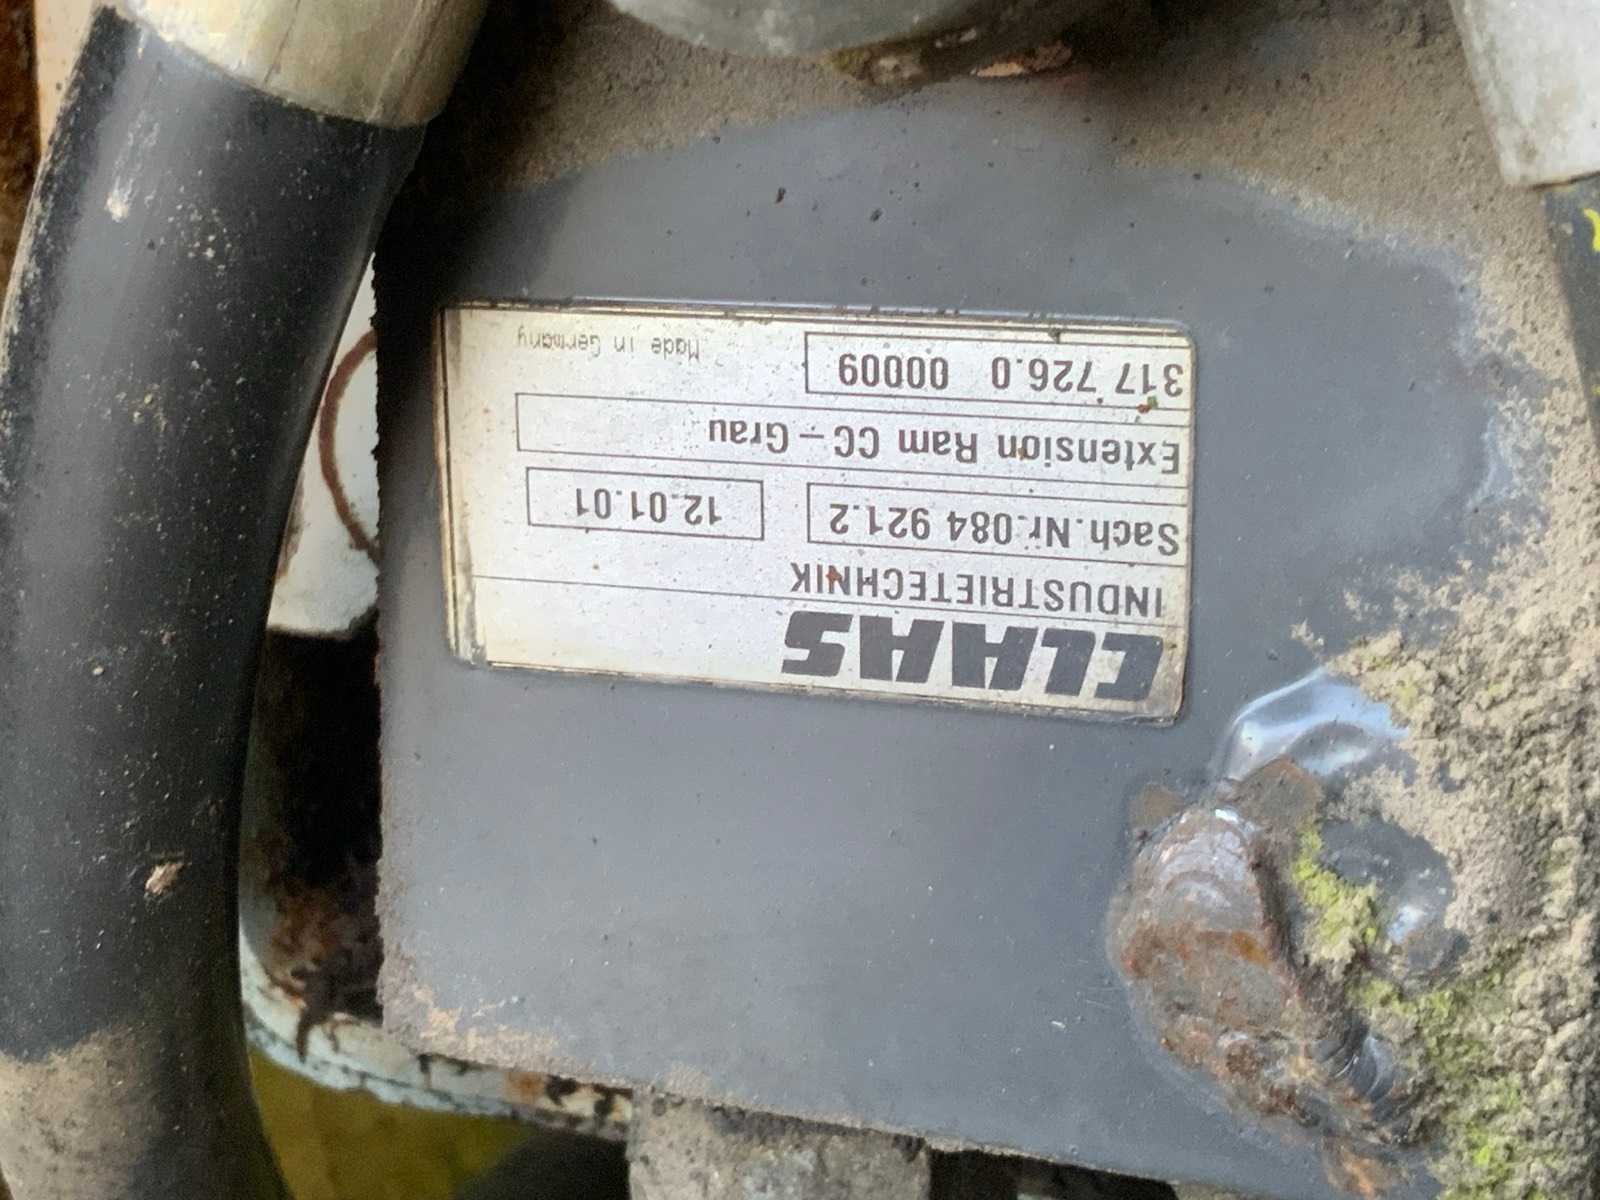 CLAAS
INDUSTRIETECHNIK
Sach.Nr.084 921.2 12.01.01
Extension Ram CC-Grau
317 726.0 00009 Made in Germany